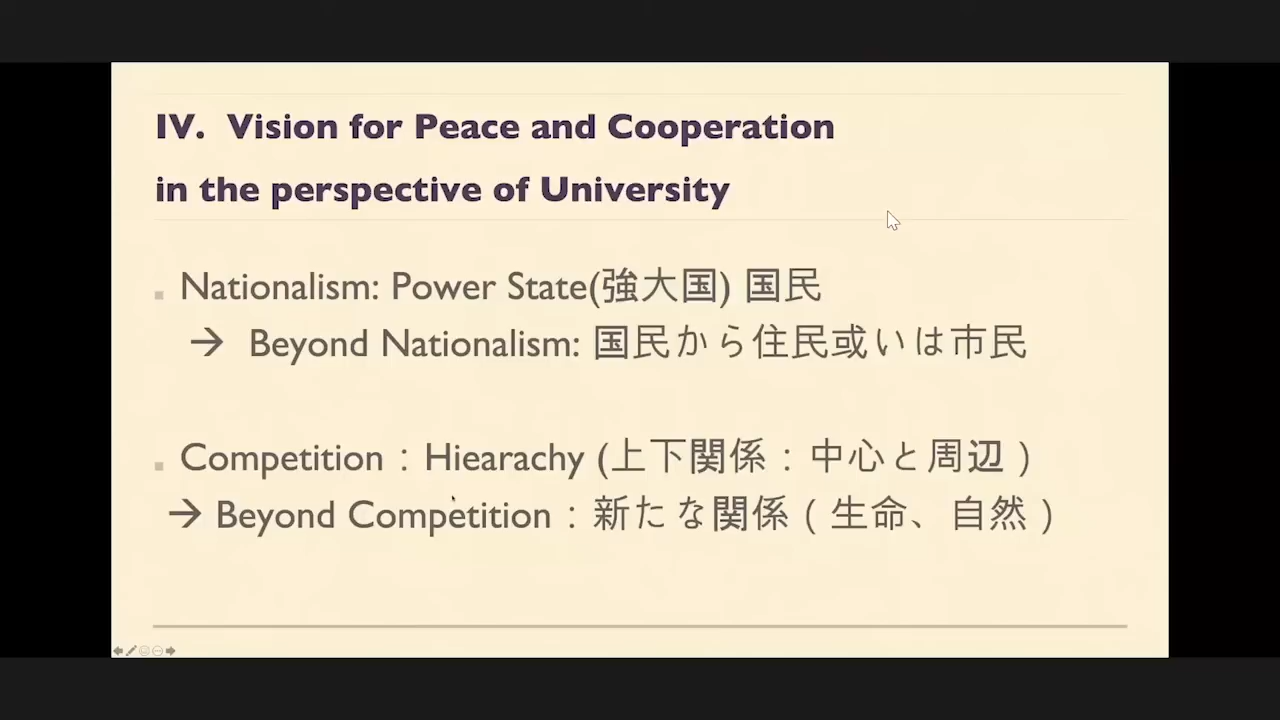 IV. Vision for Peace and Cooperation
in the perspective of University
Nationalism: Power State(強大国) 国民
→ Beyond Nationalism: 国民から住民或いは市民
Competition：Hiearachy (上下関係：中心と周辺）
→ Beyond Competition：新たな関係（生命、自然）